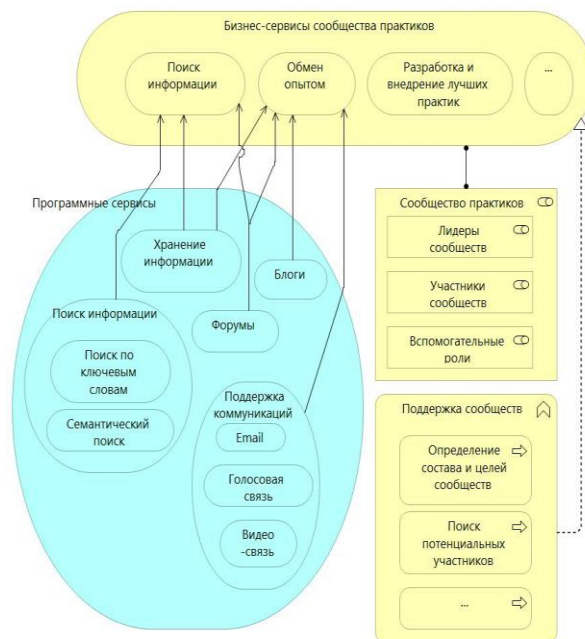 Бизнес-сервисы сообщества практиков
Поиск
информации
Обмен
опытом
Разработка и
внедрение лучших
практик
...
Программные сервисы
Хранение
информации
Блоги
Форумы
Поиск информации
Поиск по
ключевым
словам
Семантический
поиск
Поддержка
коммуникаций
Email
Голосовая
связь
Видео
-связь
Сообщество практиков
Лидеры
сообществ
Участники
сообществ
Вспомогательные
роли
Поддержка сообществ
Определение
состава и целей
сообществ
Поиск
потенциальных
участников
...